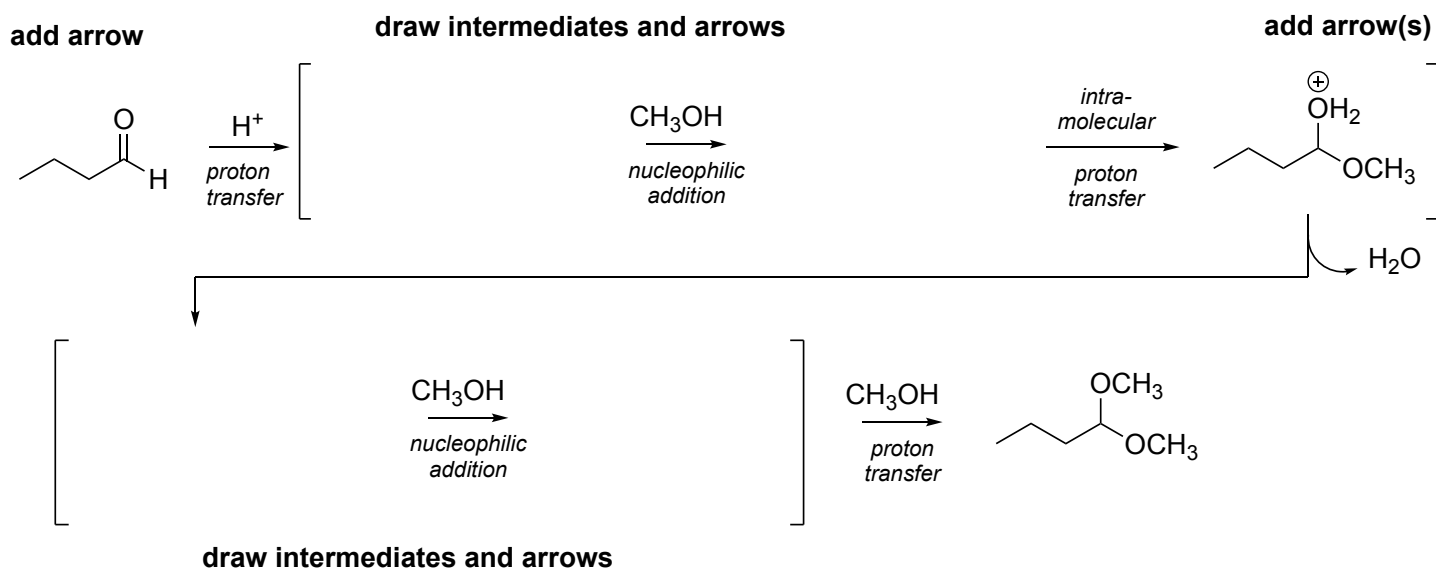 add arrow
draw intermediates and arrows
add arrow(s)
O
H
H⁺
proton
transfer
CH₃OH
nucleophilic
addition
intra-
molecular
proton
transfer
⊕
OH₂
OCH₃
H₂O
CH₃OH
nucleophilic
addition
CH₃OH
proton
transfer
OCH₃
OCH₃
draw intermediates and arrows